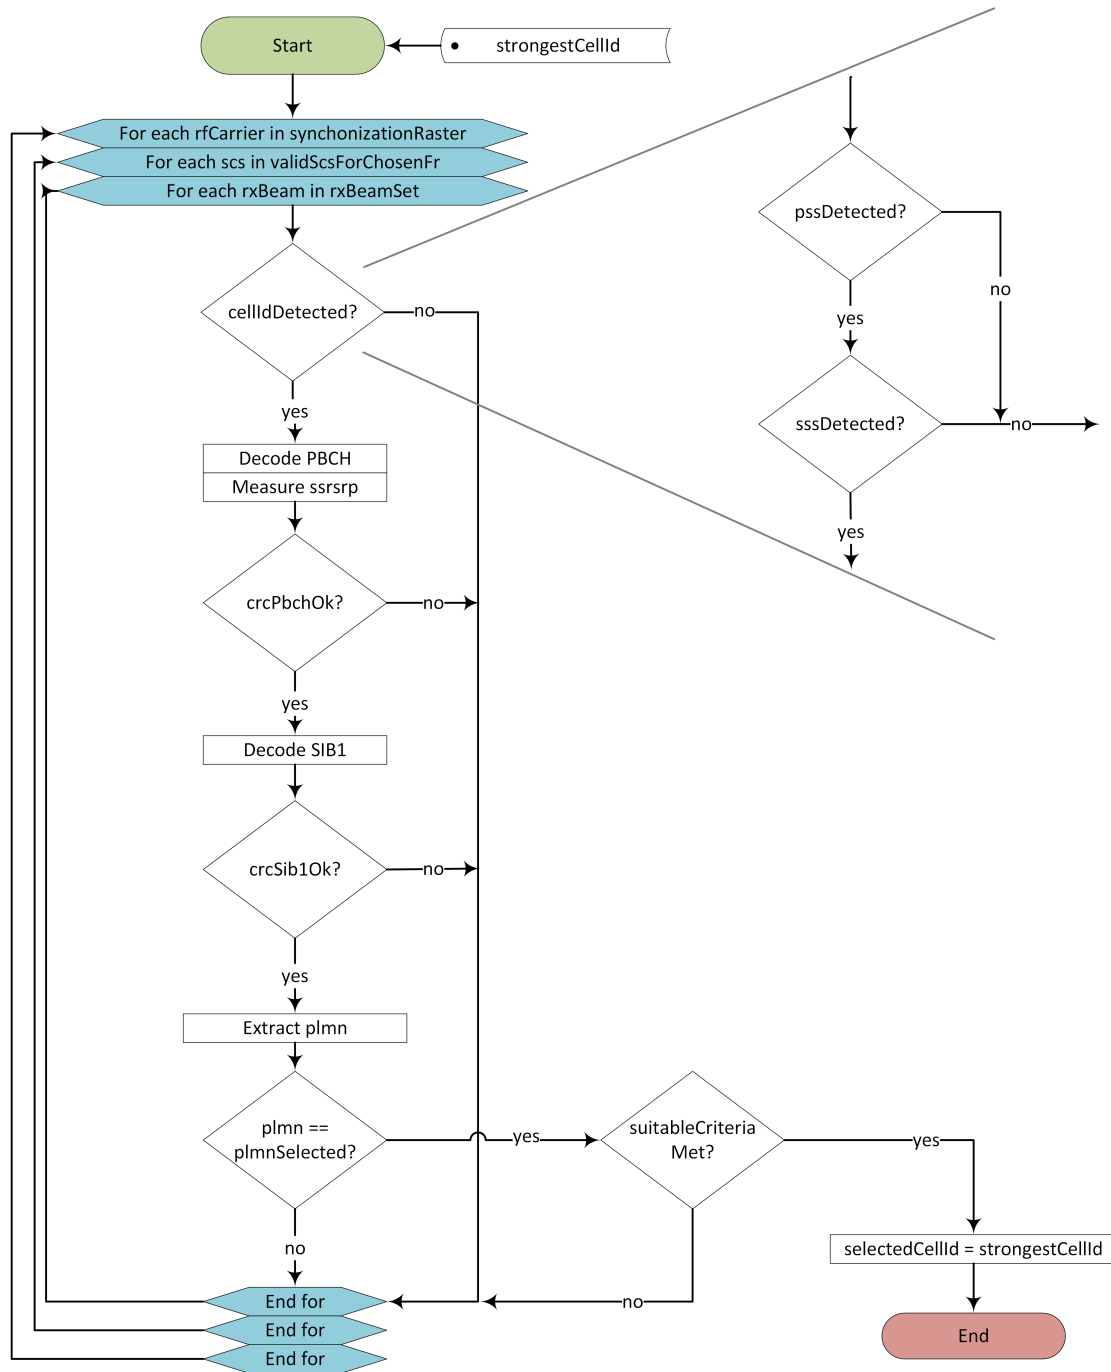 Start
strongestCellId
For each rfCarrier in synchonizationRaster
For each scs in validScsForChosenFr
For each rxBeam in rxBeamSet
cellIdDetected?
no
yes
Decode PBCH
Measure ssrsrp
crcPbchOk?
no
yes
Decode SIB1
crcSib1Ok?
no
yes
Extract plmn
plmn ==
plmnSelected?
yes
no
suitableCriteria
Met?
yes
no
selectedCellId = strongestCellId
End
End for
End for
End for
pssDetected?
no
yes
sssDetected?
no
yes